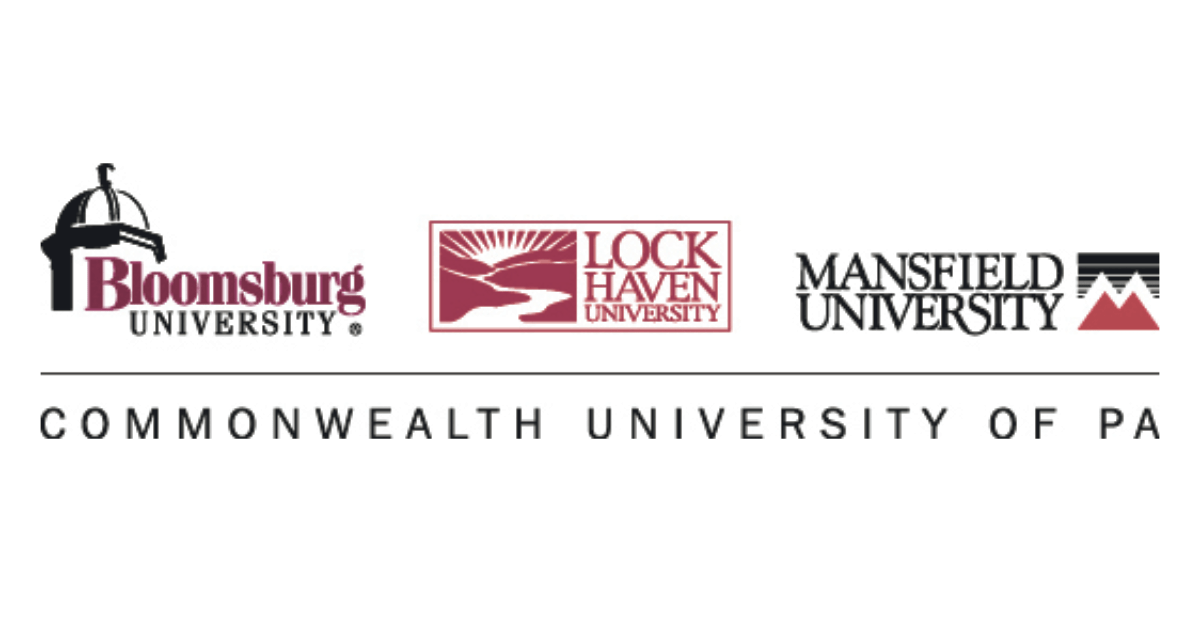 Bloomsburg
UNIVERSITY ®
LOCK
HAVEN
UNIVERSITY
MANSFIELD
UNIVERSITY
COMMONWEALTH UNIVERSITY OF PA